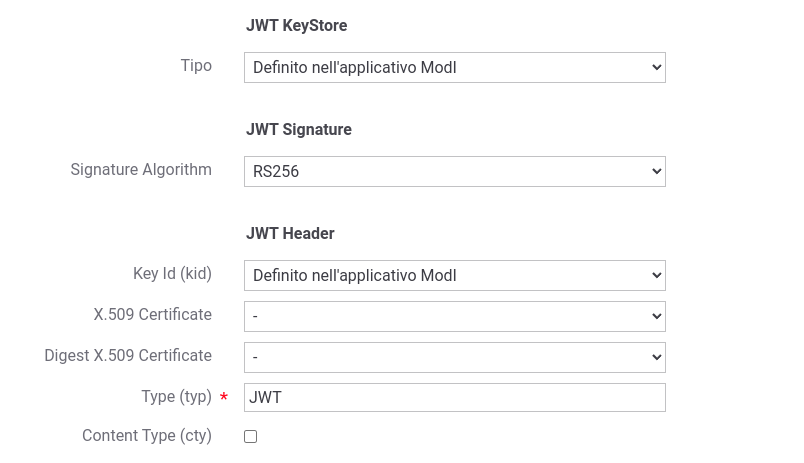 JWT KeyStore
Tipo Definito nell'applicativo ModI
JWT Signature
Signature Algorithm RS256
JWT Header
Key Id (kid) Definito nell'applicativo ModI
X.509 Certificate -
Digest X.509 Certificate -
Type (typ) * JWT
Content Type (cty)